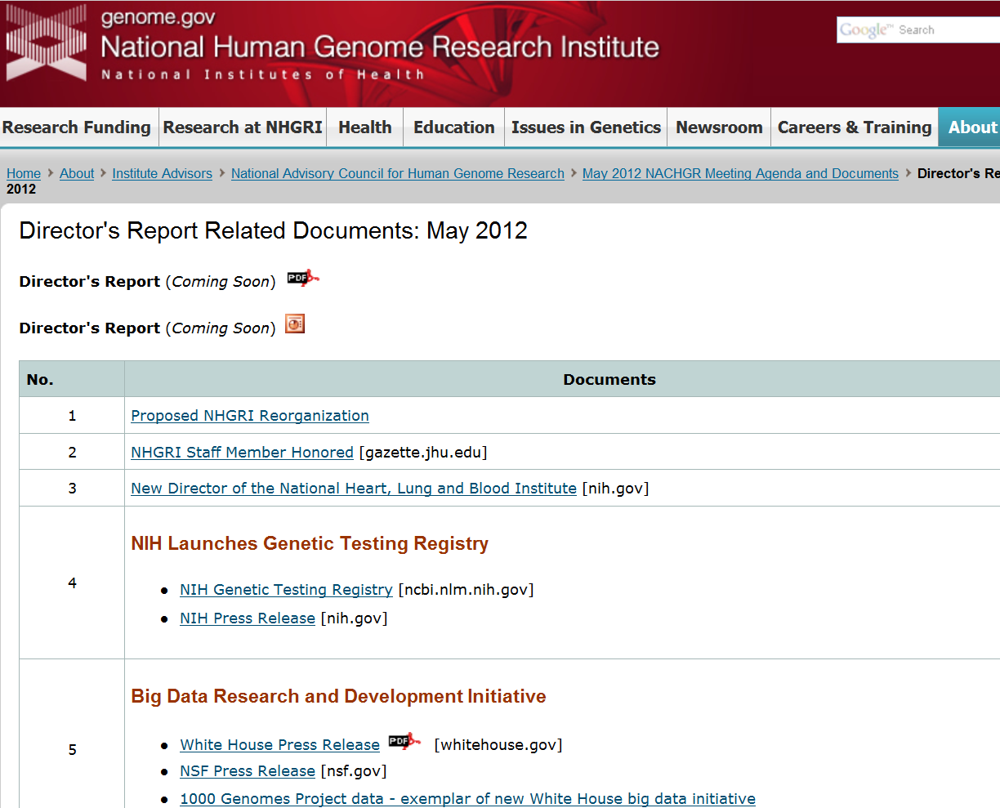 genome.gov
National Human Genome Research Institute
National Institutes of Health
Google™ Search
Research Funding Research at NHGRI Health Education Issues in Genetics Newsroom Careers & Training About
Home > About > Institute Advisors > National Advisory Council for Human Genome Research > May 2012 NACHGR Meeting Agenda and Documents > Director's Re
2012
Director's Report Related Documents: May 2012
Director's Report (Coming Soon) PDF
Director's Report (Coming Soon)
No. Documents
1 Proposed NHGRI Reorganization
2 NHGRI Staff Member Honored [gazette.jhu.edu]
3 New Director of the National Heart, Lung and Blood Institute [nih.gov]
4
NIH Launches Genetic Testing Registry
• NIH Genetic Testing Registry [ncbi.nlm.nih.gov]
• NIH Press Release [nih.gov]
5
Big Data Research and Development Initiative
• White House Press Release PDF [whitehouse.gov]
• NSF Press Release [nsf.gov]
• 1000 Genomes Project data - exemplar of new White House big data initiative